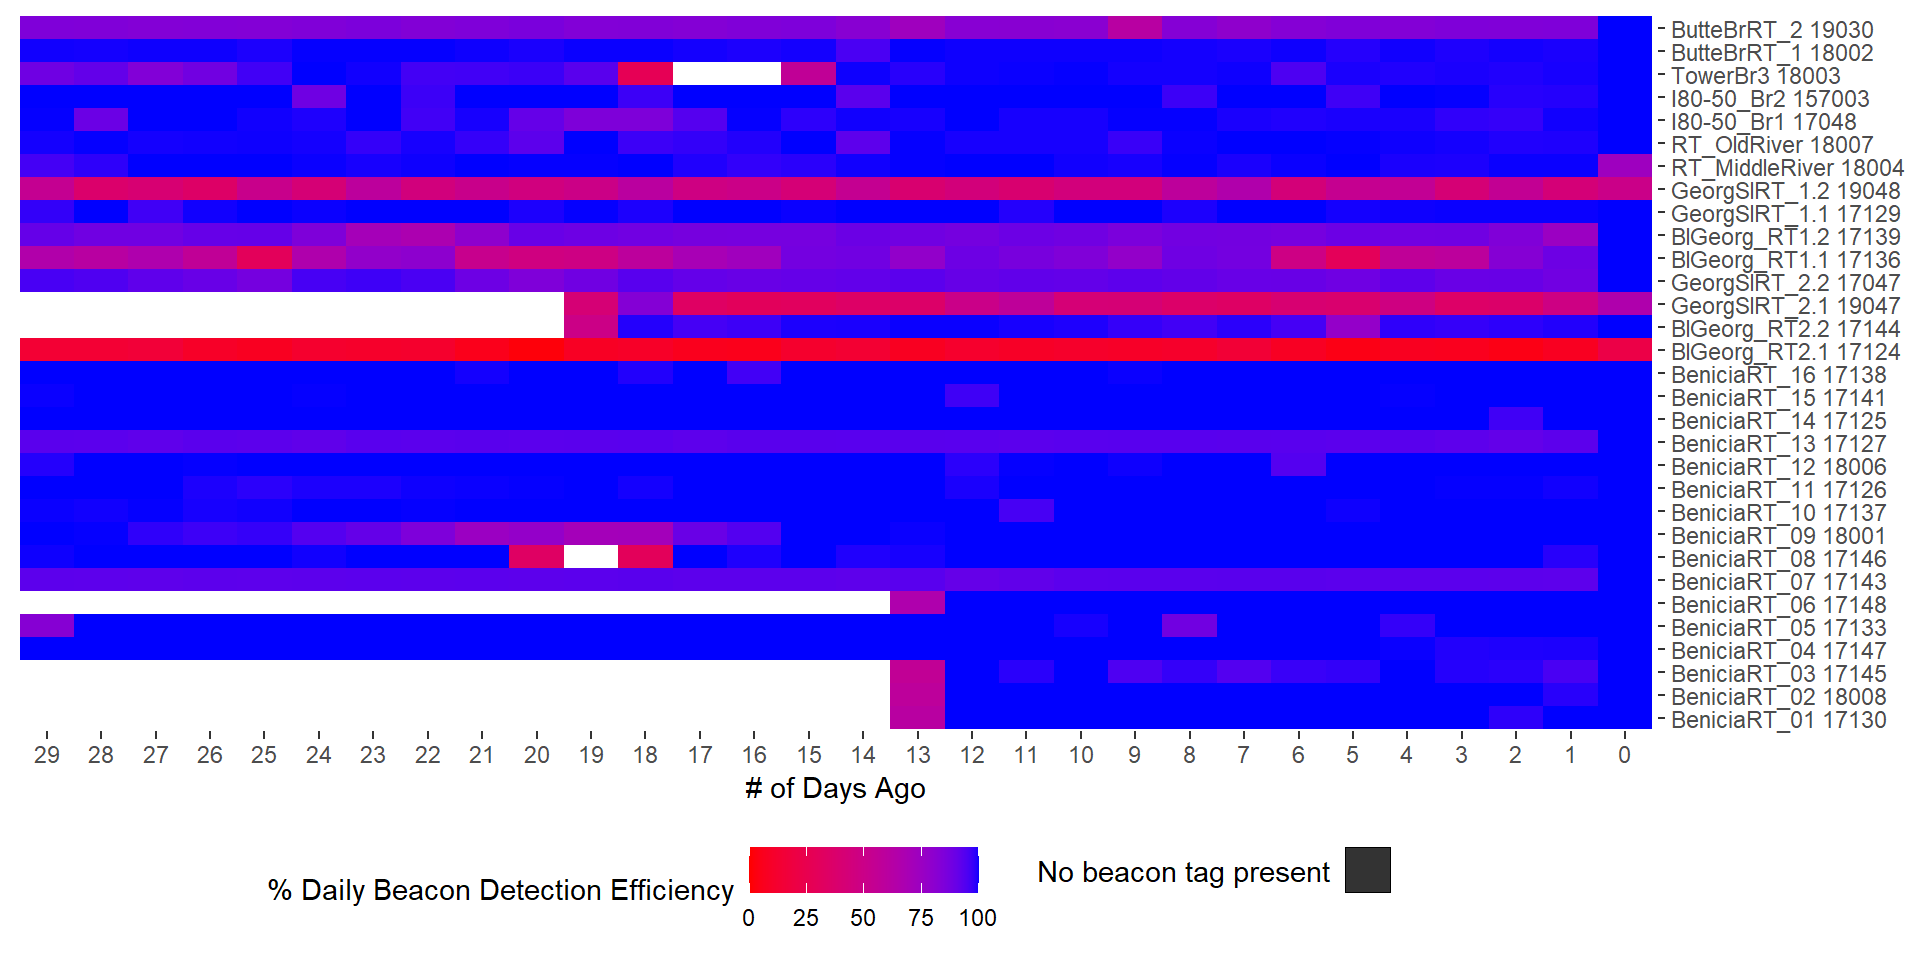 ButteBrRT_2 19030
ButteBrRT_1 18002
TowerBr3 18003
I80-50_Br2 157003
I80-50_Br1 17048
RT_OldRiver 18007
RT_MiddleRiver 18004
GeorgSlRT_1.2 19048
GeorgSlRT_1.1 17129
BlGeorg_RT1.2 17139
BlGeorg_RT1.1 17136
GeorgSlRT_2.2 17047
GeorgSlRT_2.1 19047
BlGeorg_RT2.2 17144
BlGeorg_RT2.1 17124
BeniciaRT_16 17138
BeniciaRT_15 17141
BeniciaRT_14 17125
BeniciaRT_13 17127
BeniciaRT_12 18006
BeniciaRT_11 17126
BeniciaRT_10 17137
BeniciaRT_09 18001
BeniciaRT_08 17146
BeniciaRT_07 17143
BeniciaRT_06 17148
BeniciaRT_05 17133
BeniciaRT_04 17147
BeniciaRT_03 17145
BeniciaRT_02 18008
BeniciaRT_01 17130
29 28 27 26 25 24 23 22 21 20 19 18 17 16 15 14 13 12 11 10 9 8 7 6 5 4 3 2 1 0
# of Days Ago
% Daily Beacon Detection Efficiency
0 25 50 75 100
No beacon tag present